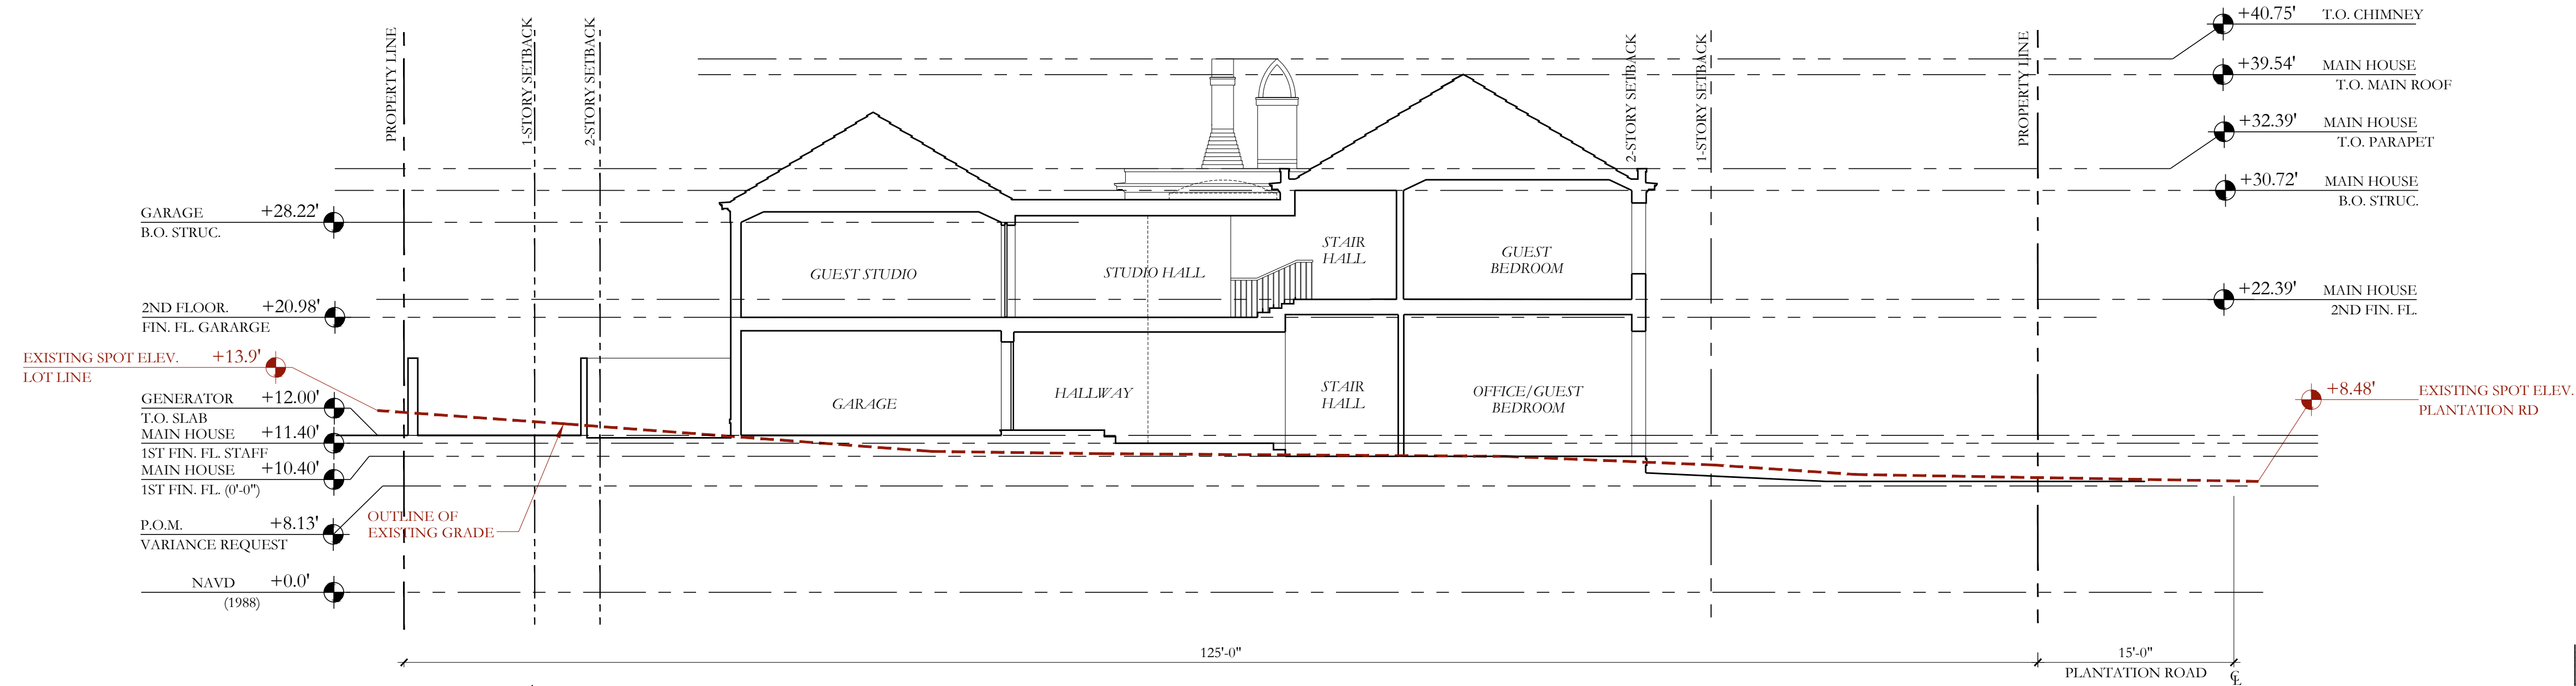 PROPERTY LINE
1-STORY SETBACK
2-STORY SETBACK
2-STORY SETBACK
1-STORY SETBACK
PROPERTY LINE
+40.75' T.O. CHIMNEY
+39.54' MAIN HOUSE
T.O. MAIN ROOF
+32.39' MAIN HOUSE
T.O. PARAPET
+30.72' MAIN HOUSE
B.O. STRUC.
+22.39' MAIN HOUSE
2ND FIN. FL.
+8.48' EXISTING SPOT ELEV.
PLANTATION RD
GARAGE +28.22'
B.O. STRUC.
2ND FLOOR. +20.98'
FIN. FL. GARARGE
EXISTING SPOT ELEV. +13.9'
LOT LINE
GENERATOR +12.00'
T.O. SLAB
MAIN HOUSE +11.40'
1ST FIN. FL. STAFF
MAIN HOUSE +10.40'
1ST FIN. FL. (0'-0")
P.O.M. +8.13'
VARIANCE REQUEST
NAVD +0.0'
(1988)
OUTLINE OF
EXISTING GRADE
GUEST STUDIO
STUDIO HALL
STAIR
HALL
GUEST
BEDROOM
GARAGE
HALLWAY
STAIR
HALL
OFFICE/GUEST
BEDROOM
125'-0"
15'-0"
PLANTATION ROAD
℄